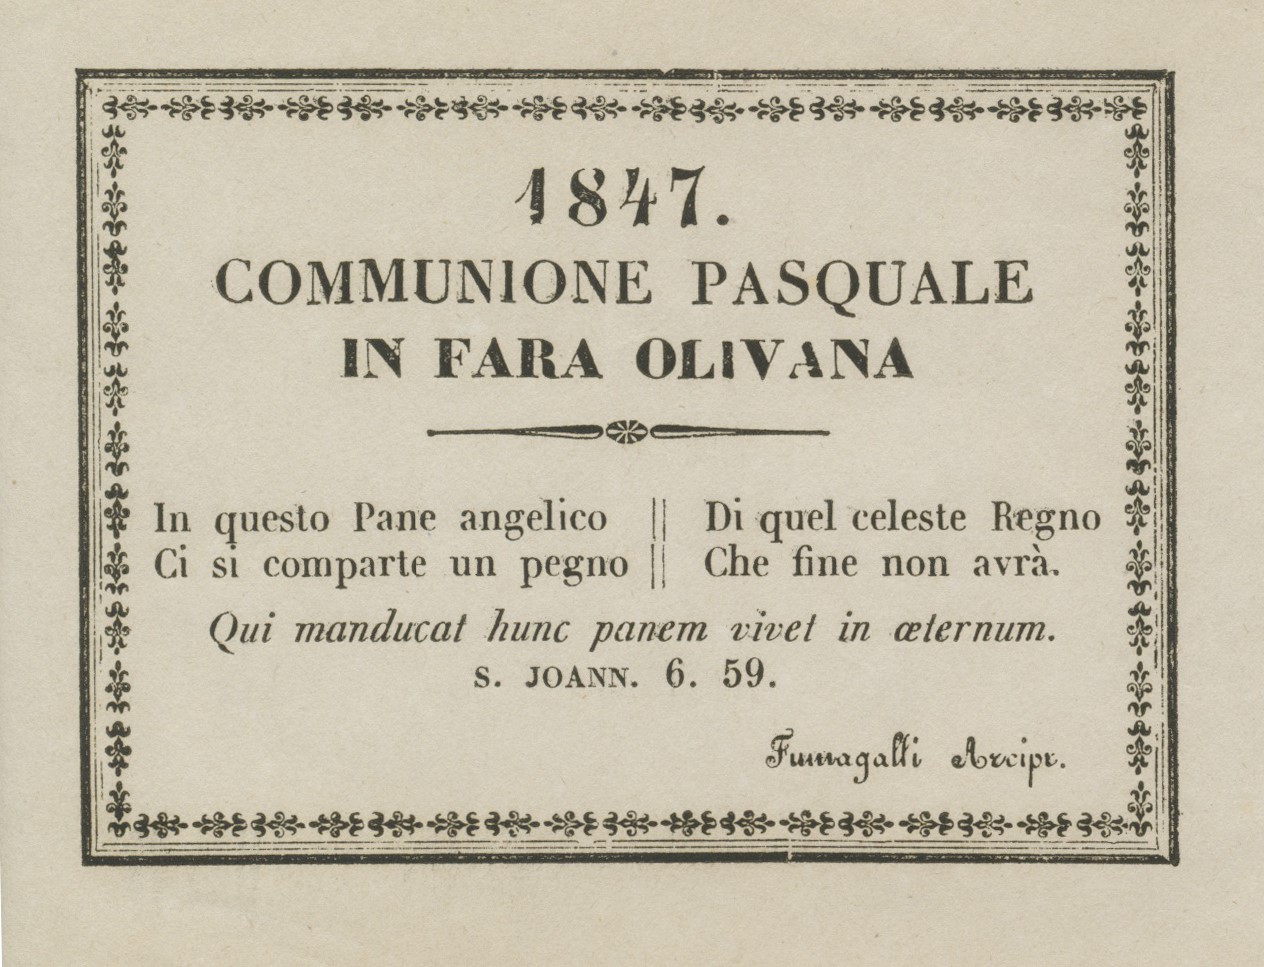 1847.
COMMUNIONE PASQUALE
IN FARA OLIVANA
In questo Pane angelico || Di quel celeste Regno
Ci si comparte un pegno || Che fine non avrà.
Qui manducat hunc panem vivet in æternum.
S. JOANN. 6. 59.
Fumagalli Arcipr.